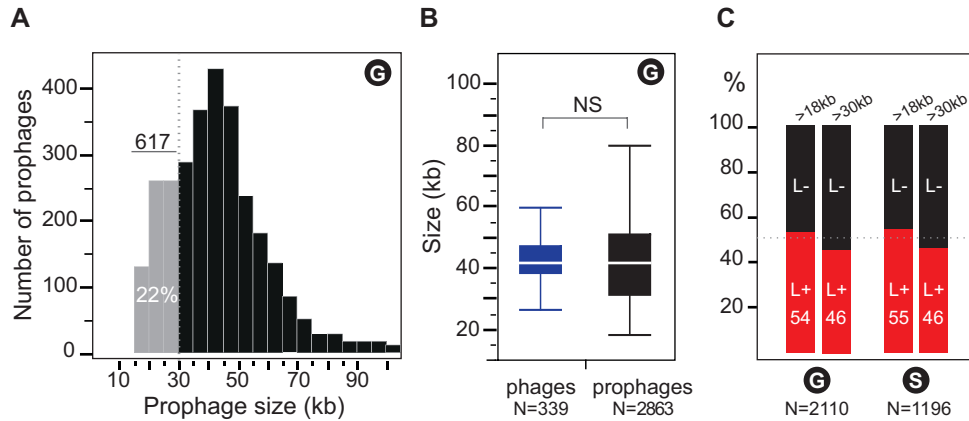 A
Number of prophages
400
300
200
100
0
617
22%
G
10
30
50
70
90
Prophage size (kb)
B
Size (kb)
100
80
60
40
20
G
NS
phages
N=339
prophages
N=2863
C
%
100
80
60
40
20
>18kb
>30kb
>18kb
>30kb
L-
L-
L-
L-
L+
54
L+
46
L+
55
L+
46
G
N=2110
S
N=1196